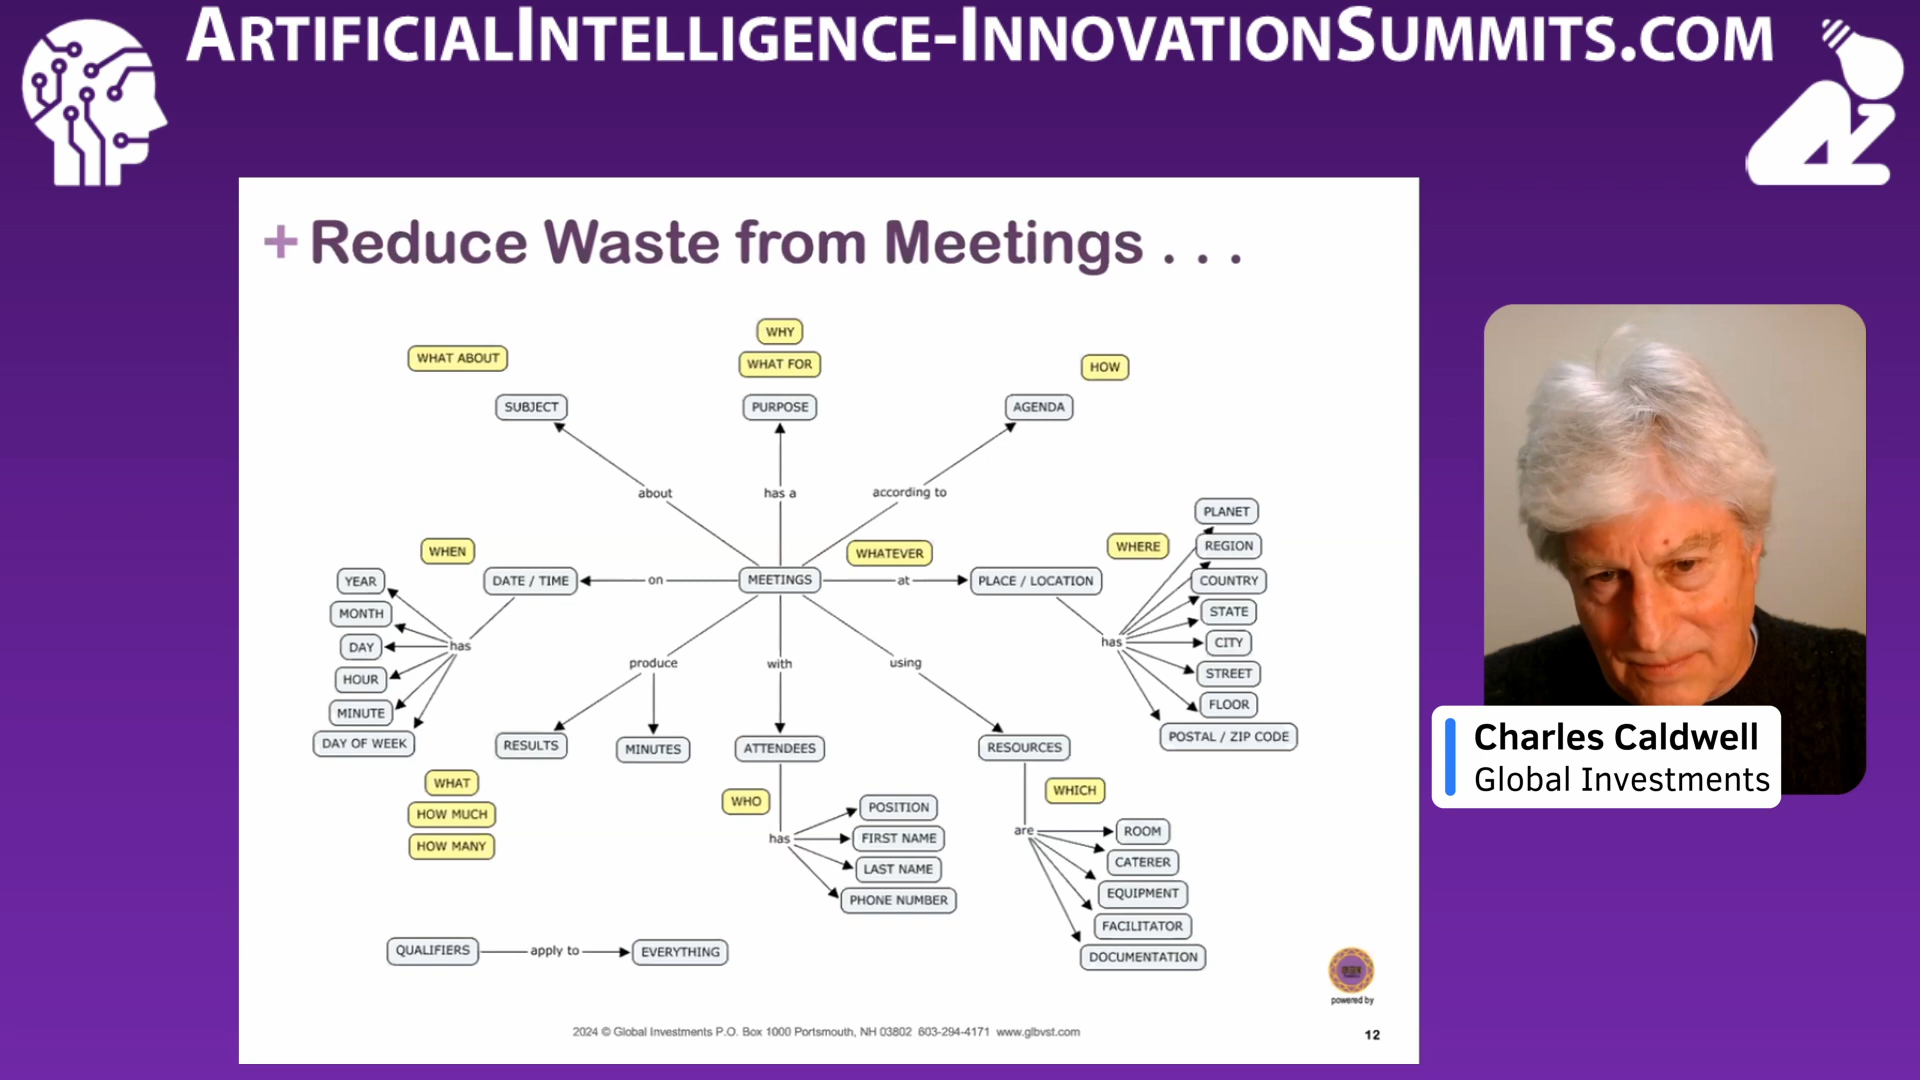 ARTIFICIALINTELLIGENCE-INNOVATIONSUMMITS.COM
+ Reduce Waste from Meetings . . .
WHY
WHAT ABOUT
WHAT FOR
HOW
SUBJECT
PURPOSE
AGENDA
about
has a
according to
PLANET
WHEN
WHATEVER
WHERE
REGION
YEAR
DATE / TIME
on
MEETINGS
at
PLACE / LOCATION
COUNTRY
MONTH
STATE
DAY
has
has
CITY
produce
with
using
HOUR
STREET
MINUTE
FLOOR
DAY OF WEEK
RESULTS
MINUTES
ATTENDEES
RESOURCES
POSTAL / ZIP CODE
WHAT
HOW MUCH
HOW MANY
WHO
WHICH
has
POSITION
FIRST NAME
LAST NAME
PHONE NUMBER
are
ROOM
CATERER
EQUIPMENT
FACILITATOR
DOCUMENTATION
QUALIFIERS
apply to
EVERYTHING
powered by
2024 © Global Investments P.O. Box 1000 Portsmouth, NH 03802 603-294-4171 www.glbvst.com
12
Charles Caldwell
Global Investments